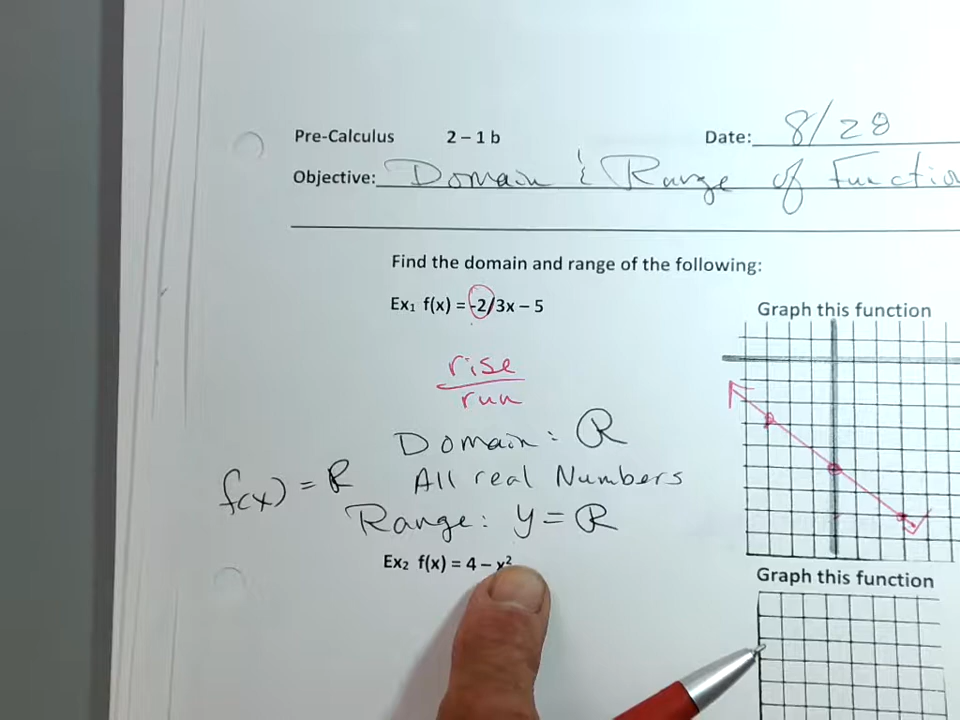 Pre-Calculus 2 – 1 b Date: 8/28
Objective: Domain & Range of Functio
Find the domain and range of the following:
Ex1 f(x) = -2/3x – 5
Graph this function
rise
run
Domain: R
f(x) = R All real Numbers
Range: y = R
Ex2 f(x) = 4 – x²
Graph this function